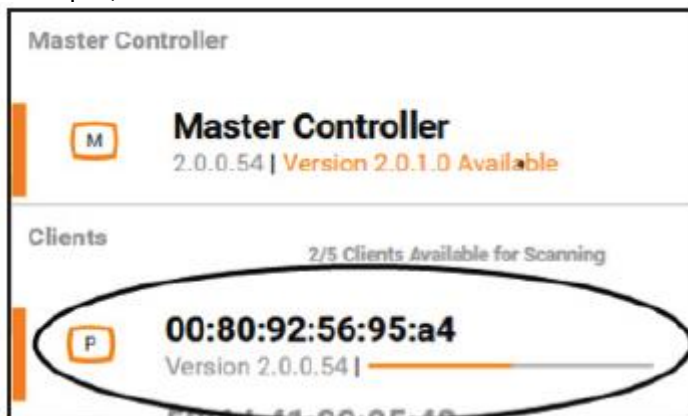 Master Controller
M
Master Controller
2.0.0.54 | Version 2.0.1.0 Available
Clients
2/5 Clients Available for Scanning
P
00:80:92:56:95:a4
Version 2.0.0.54 |